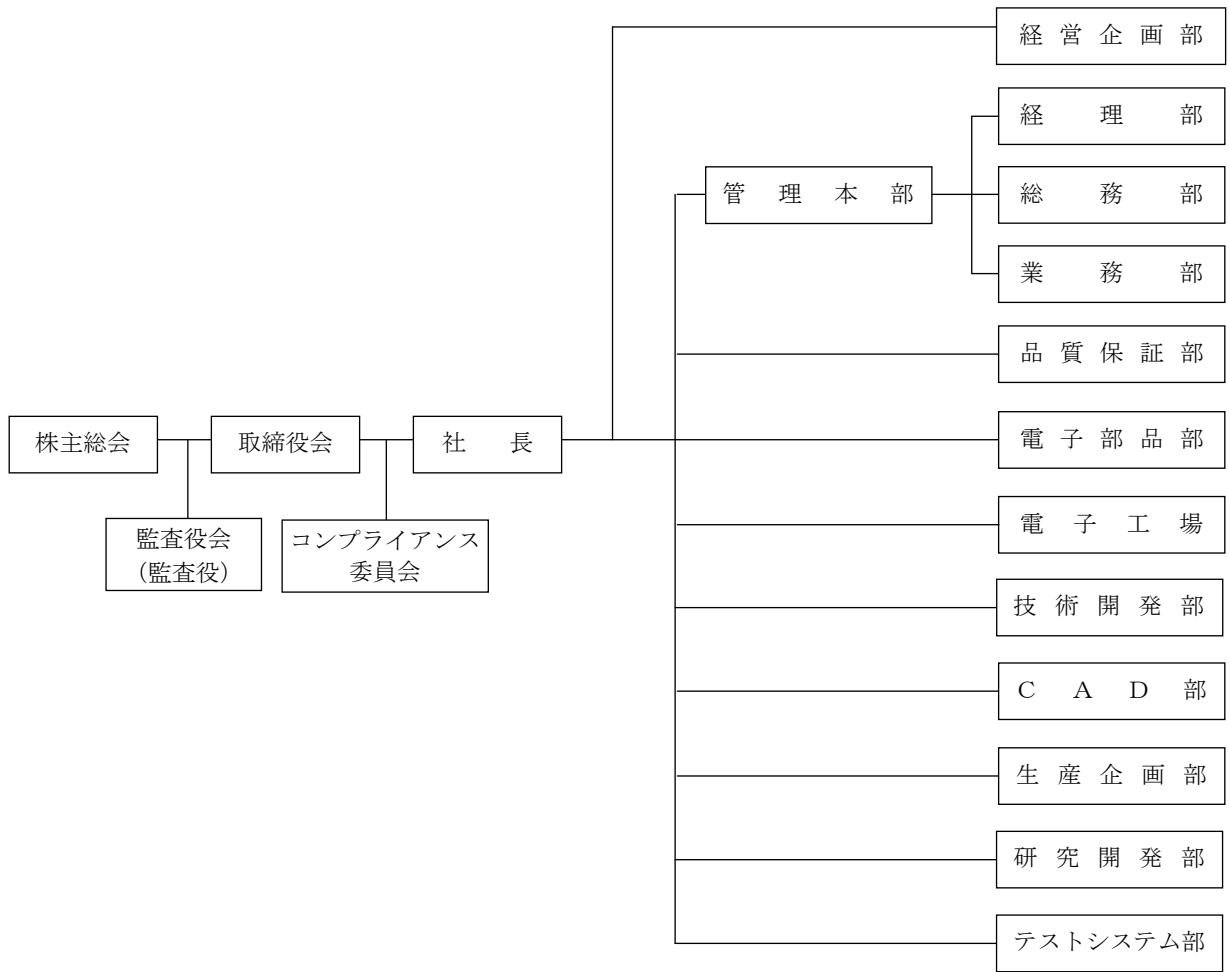 経営企画部
経理部
管理本部
総務部
業務部
品質保証部
株主総会
取締役会
社長
電子部品部
監査役会
(監査役)
コンプライアンス
委員会
電子工場
技術開発部
CAD部
生産企画部
研究開発部
テストシステム部